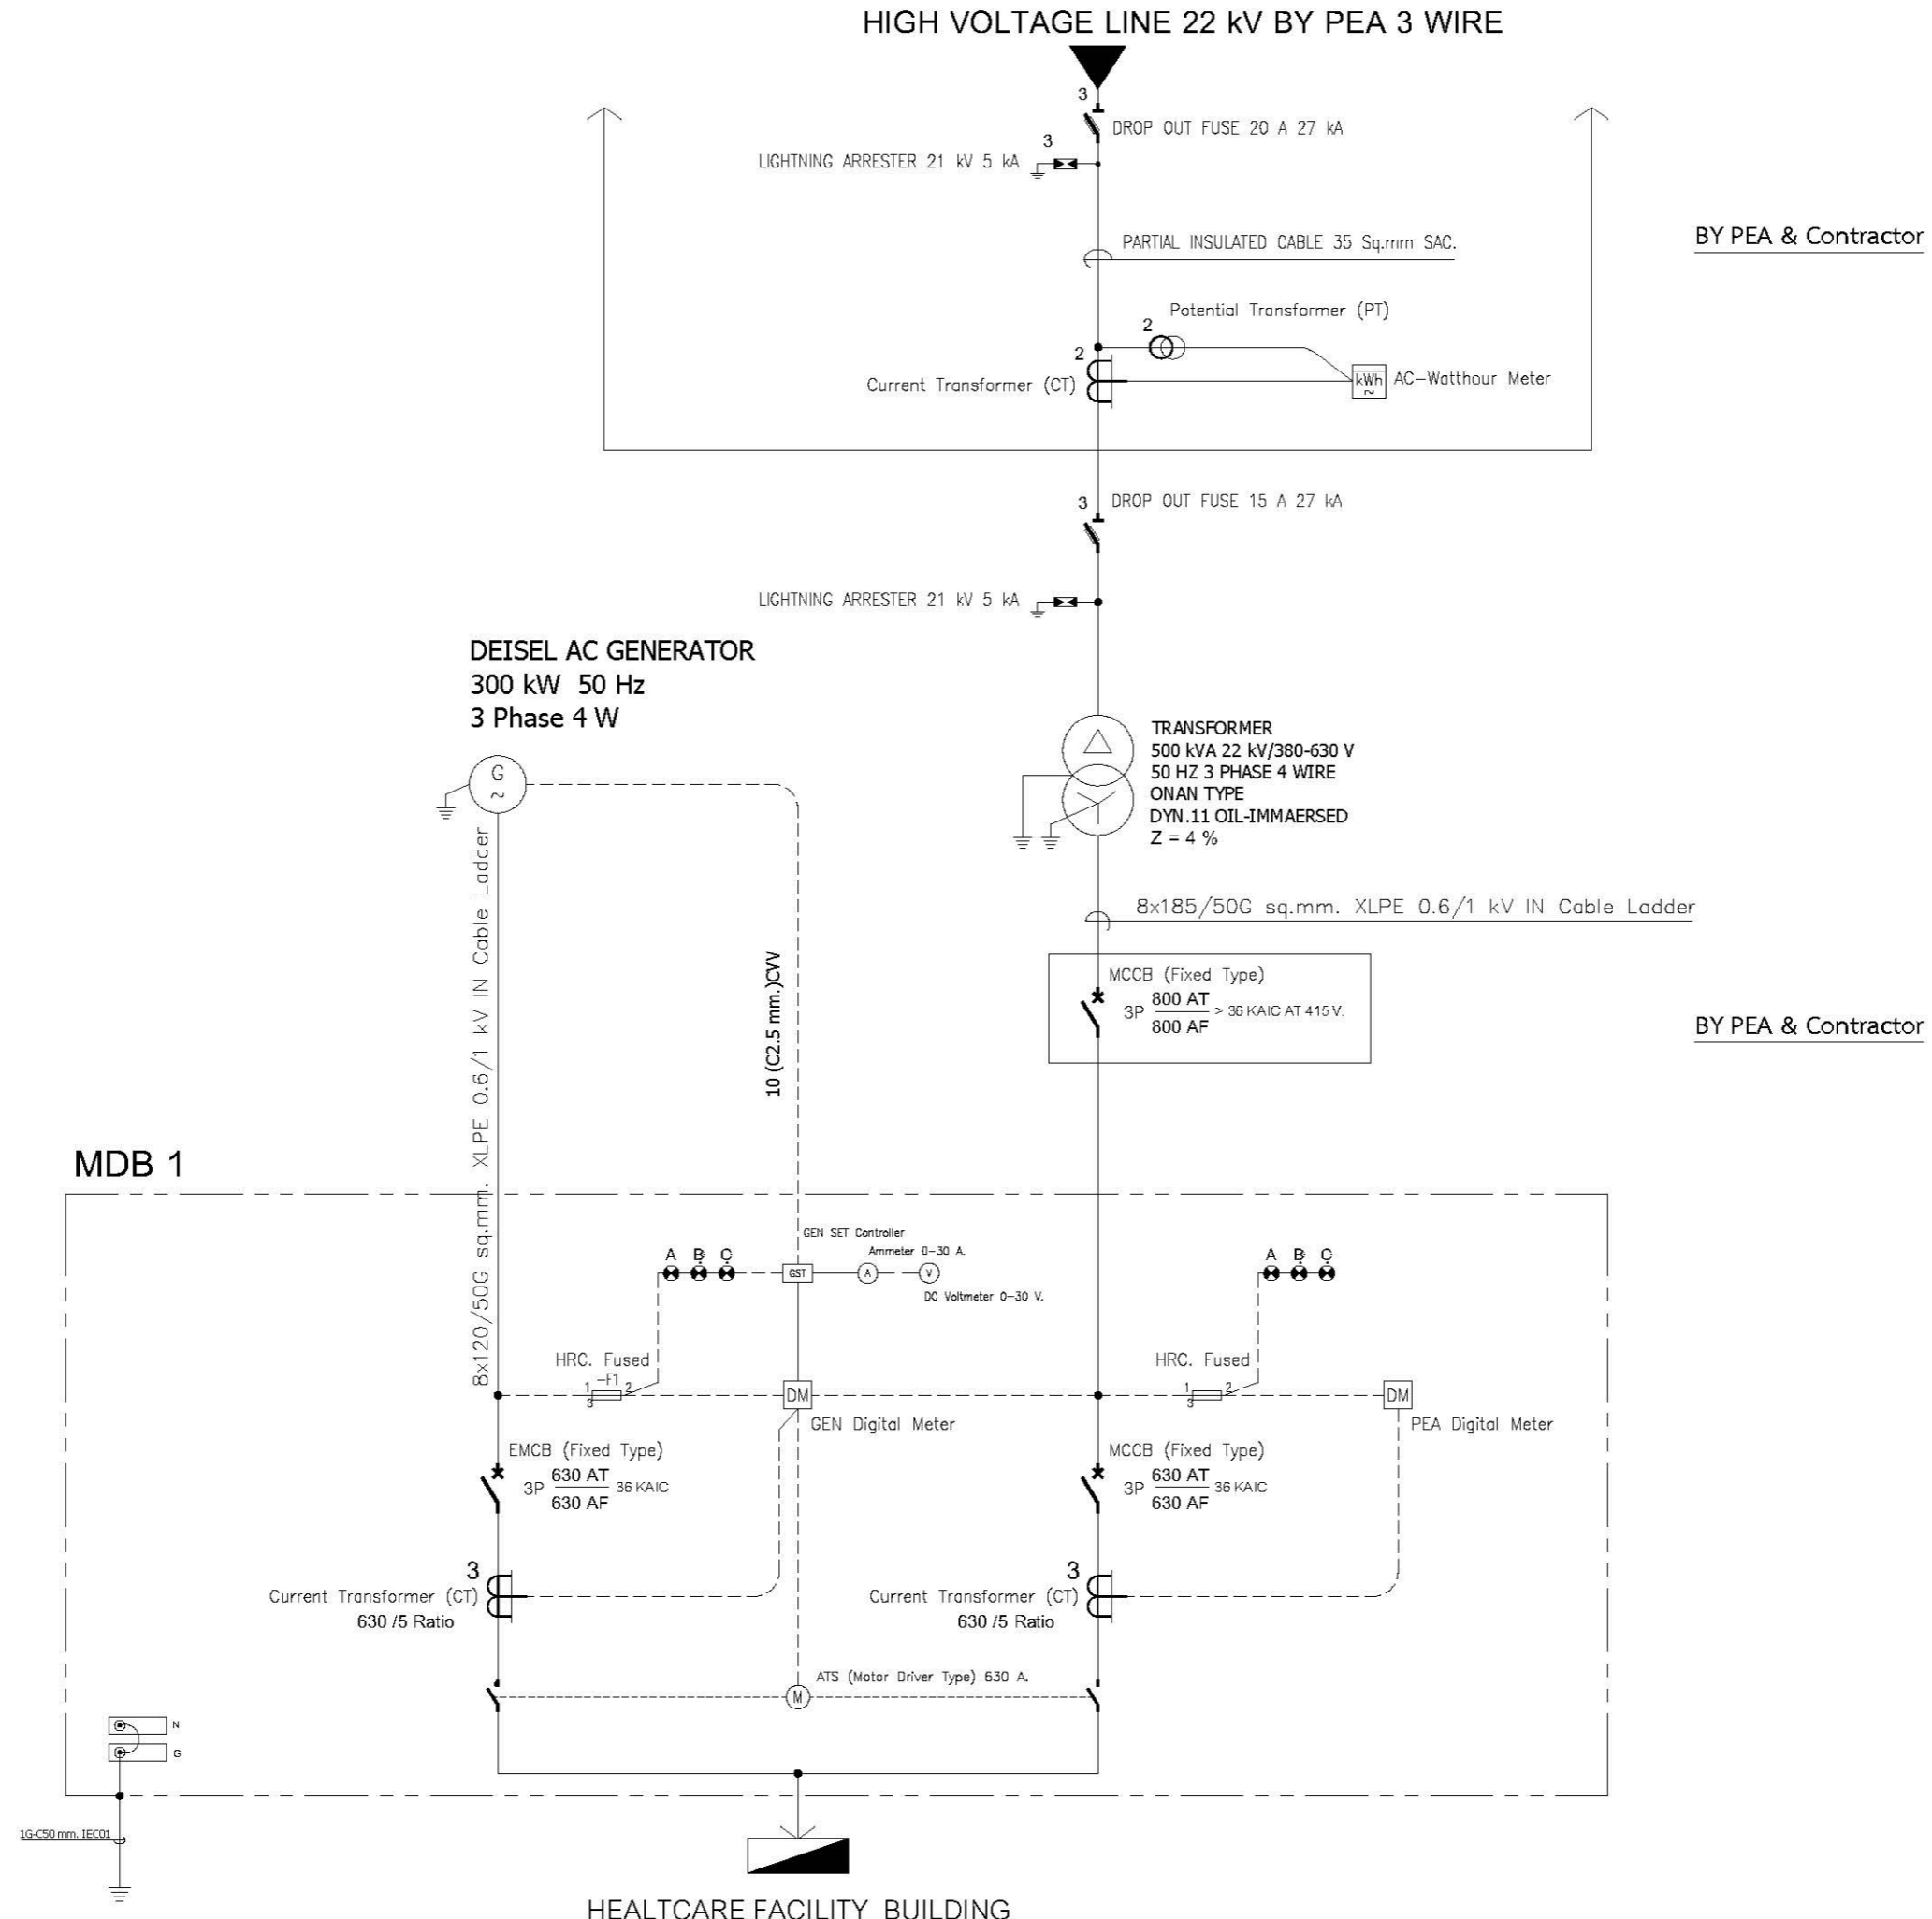 HIGH VOLTAGE LINE 22 kV BY PEA 3 WIRE
3
DROP OUT FUSE 20 A 27 kA
3
LIGHTNING ARRESTER 21 kV 5 kA
PARTIAL INSULATED CABLE 35 Sq.mm SAC.
BY PEA & Contractor
Potential Transformer (PT)
2
2
Current Transformer (CT)
kWh
~
AC-Watthour Meter
3
DROP OUT FUSE 15 A 27 kA
LIGHTNING ARRESTER 21 kV 5 kA
DEISEL AC GENERATOR
300 kW 50 Hz
3 Phase 4 W
G
~
TRANSFORMER
500 kVA 22 kV/380-630 V
50 HZ 3 PHASE 4 WIRE
ONAN TYPE
DYN.11 OIL-IMMAERSED
Z = 4 %
8x185/50G sq.mm. XLPE 0.6/1 kV IN Cable Ladder
8x120/50G sq.mm. XLPE 0.6/1 kV IN Cable Ladder
10 (C2.5 mm.)CVV
MCCB (Fixed Type)
3P 800 AT > 36 KAIC AT 415 V.
800 AF
BY PEA & Contractor
MDB 1
GEN SET Controller
Ammeter 0-30 A.
A B C
GST
A
V
DC Voltmeter 0-30 V.
A B C
HRC. Fused
-F1
1 2
3
DM
GEN Digital Meter
HRC. Fused
1 2
3
DM
PEA Digital Meter
EMCB (Fixed Type)
3P 630 AT 36 KAIC
630 AF
MCCB (Fixed Type)
3P 630 AT 36 KAIC
630 AF
3
Current Transformer (CT)
630 /5 Ratio
3
Current Transformer (CT)
630 /5 Ratio
ATS (Motor Driver Type) 630 A.
M
N
G
1G-C50 mm. IEC01
HEALTCARE FACILITY BUILDING